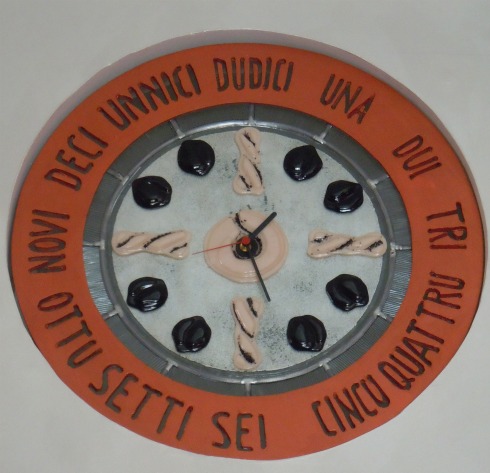 DUDICI
UNA
DUI
TRI
QUATTRU
CINCU
SEI
SETTI
OTTU
NOVI
DECI
UNNICI